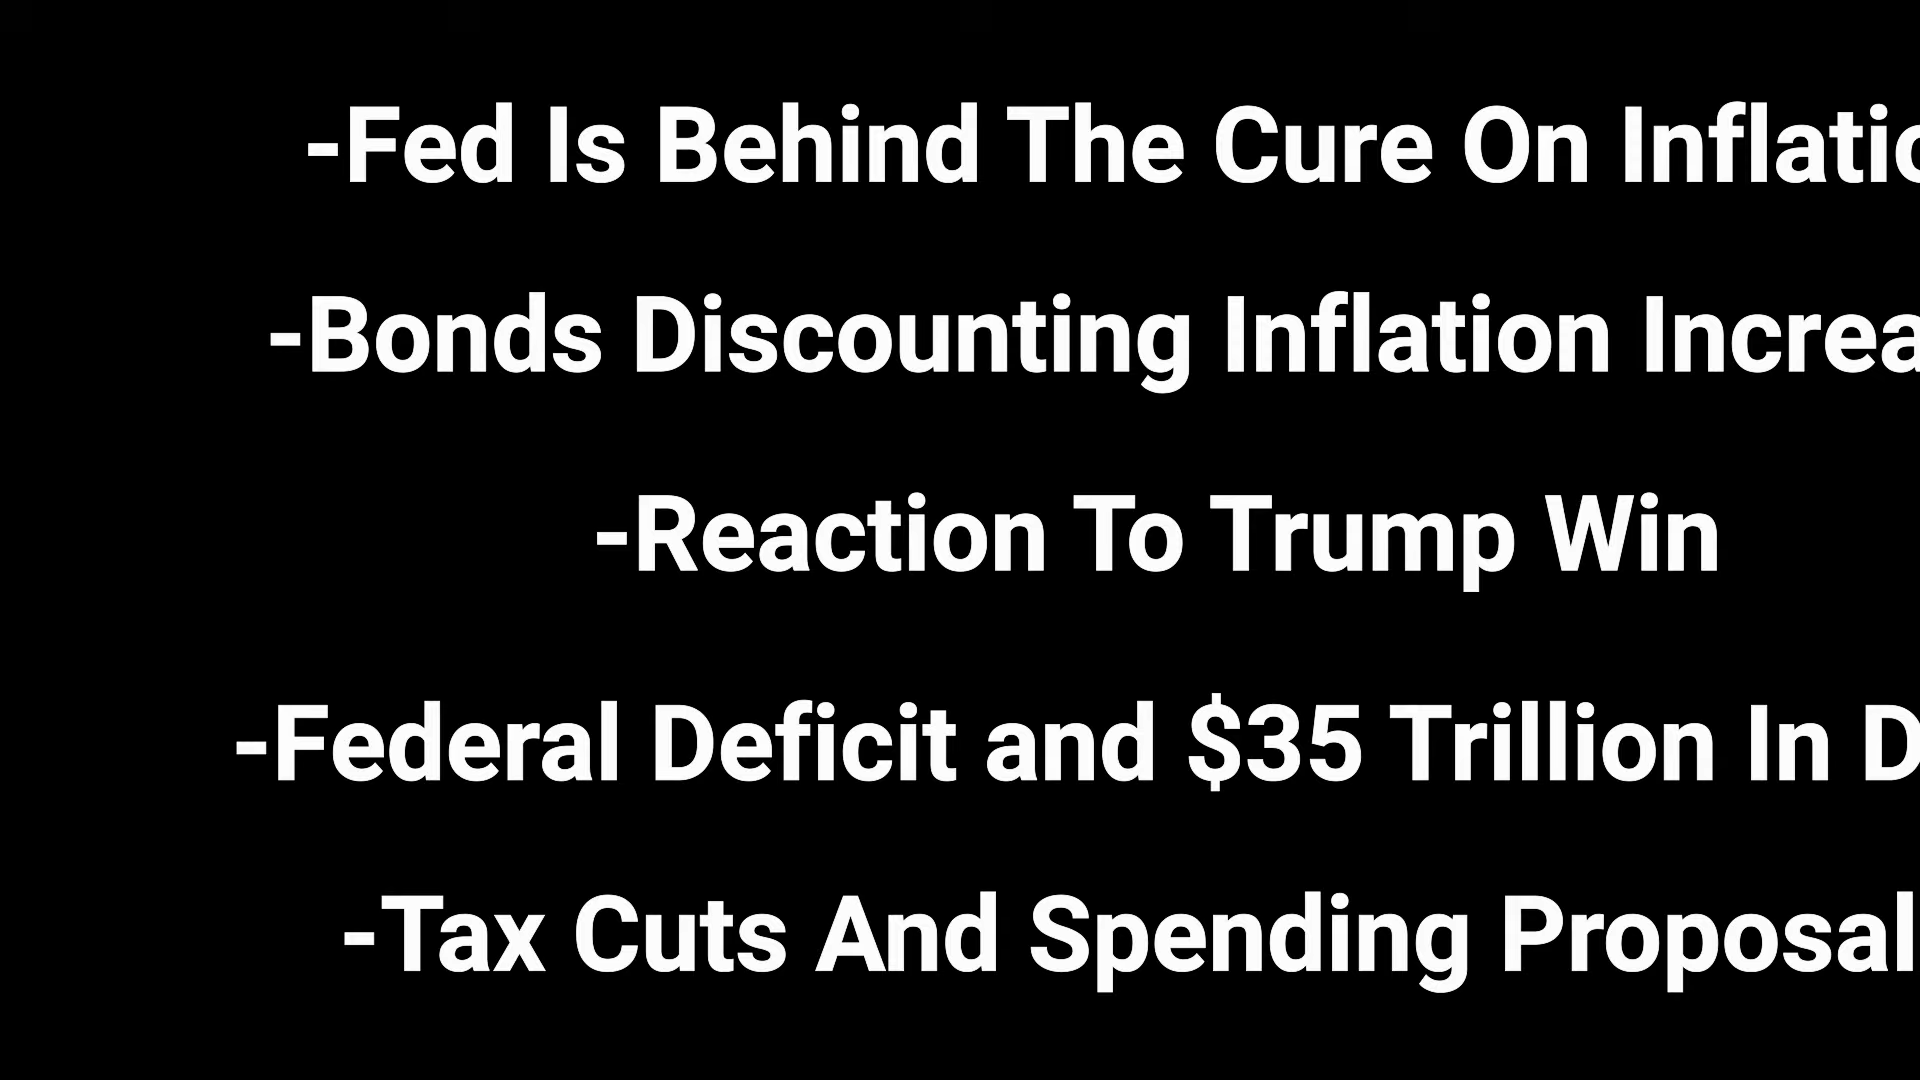 -Fed Is Behind The Cure On Inflatio
-Bonds Discounting Inflation Increa
-Reaction To Trump Win
-Federal Deficit and $35 Trillion In D
-Tax Cuts And Spending Proposal